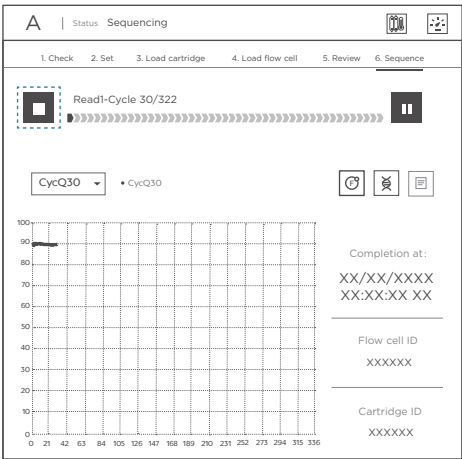 A | Status Sequencing
1. Check 2. Set 3. Load cartridge 4. Load flow cell 5. Review 6. Sequence
Read1-Cycle 30/322
CycQ30 • CycQ30
F
100
90
80
70
60
50
40
30
20
10
0
0 21 42 63 84 105 126 147 168 189 210 231 252 273 294 315 336
Completion at:
XX/XX/XXXX
XX:XX:XX XX
Flow cell ID
XXXXXX
Cartridge ID
XXXXXX